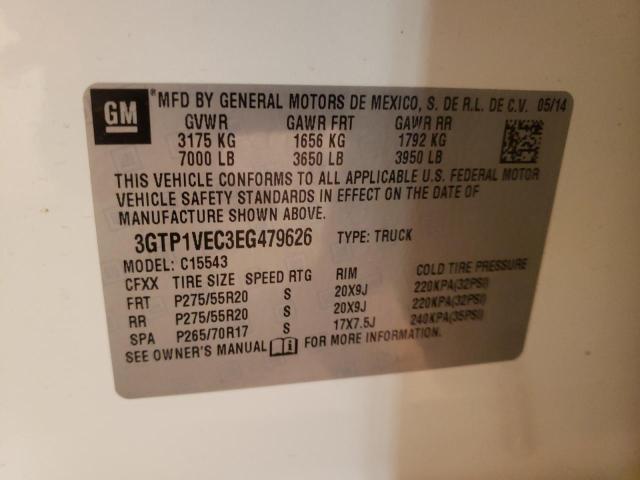 GM ® MFD BY GENERAL MOTORS DE MEXICO, S. DE R.L. DE C.V. 05/14
GVWR GAWR FRT GAWR RR
3175 KG 1656 KG 1792 KG
7000 LB 3650 LB 3950 LB
THIS VEHICLE CONFORMS TO ALL APPLICABLE U.S. FEDERAL MOTOR
VEHICLE SAFETY STANDARDS IN EFFECT ON THE DATE OF
MANUFACTURE SHOWN ABOVE.
3GTP1VEC3EG479626 TYPE: TRUCK
MODEL: C15543
CFXX TIRE SIZE SPEED RTG RIM COLD TIRE PRESSURE
FRT P275/55R20 S 20X9J 220KPA(32PSI)
RR P275/55R20 S 20X9J 220KPA(32PSI)
SPA P265/70R17 S 17X7.5J 240KPA(35PSI)
SEE OWNER'S MANUAL i FOR MORE INFORMATION.